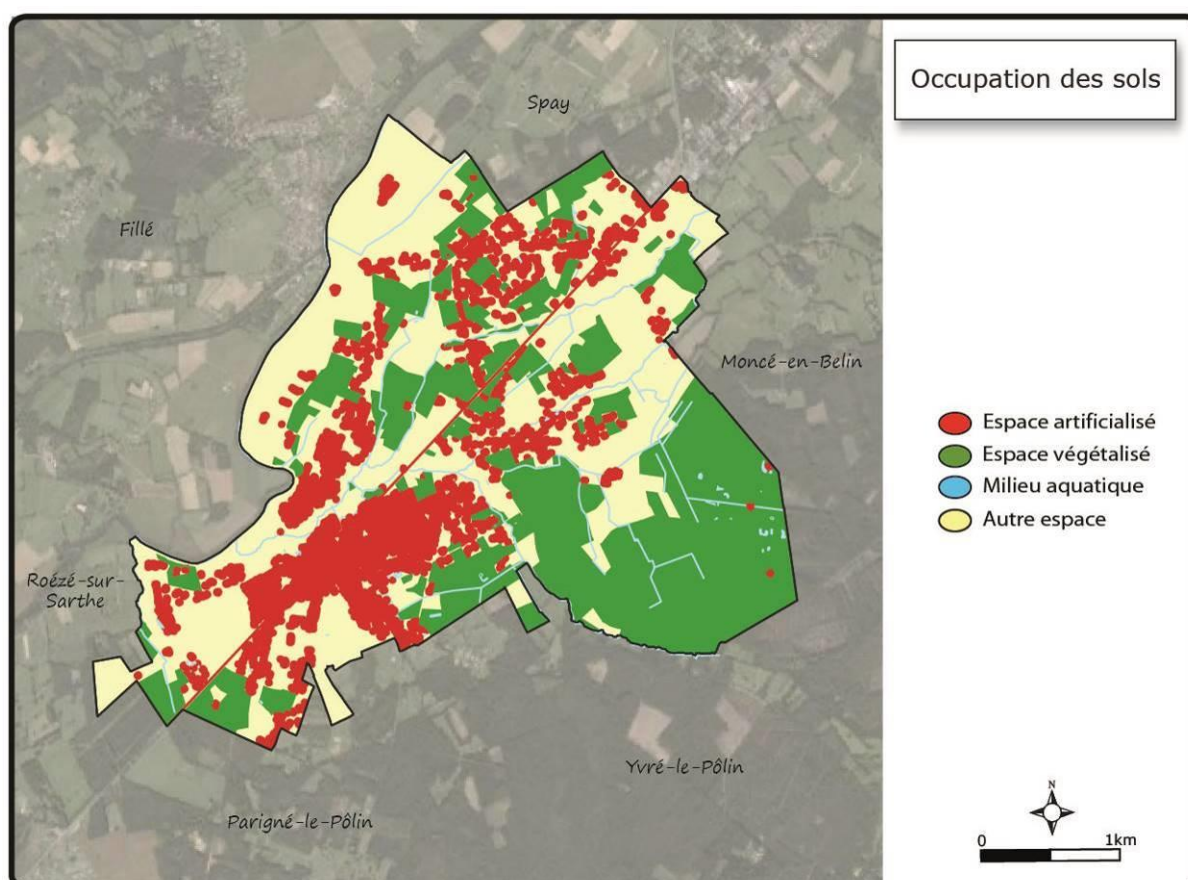 Occupation des sols
Spay
Fillé
Moncé-en-Belin
Espace artificialisé
Espace végétalisé
Milieu aquatique
Autre espace
Roézé-sur-
Sarthe
Yvré-le-Pôlin
Parigné-le-Pôlin
N
0 1km